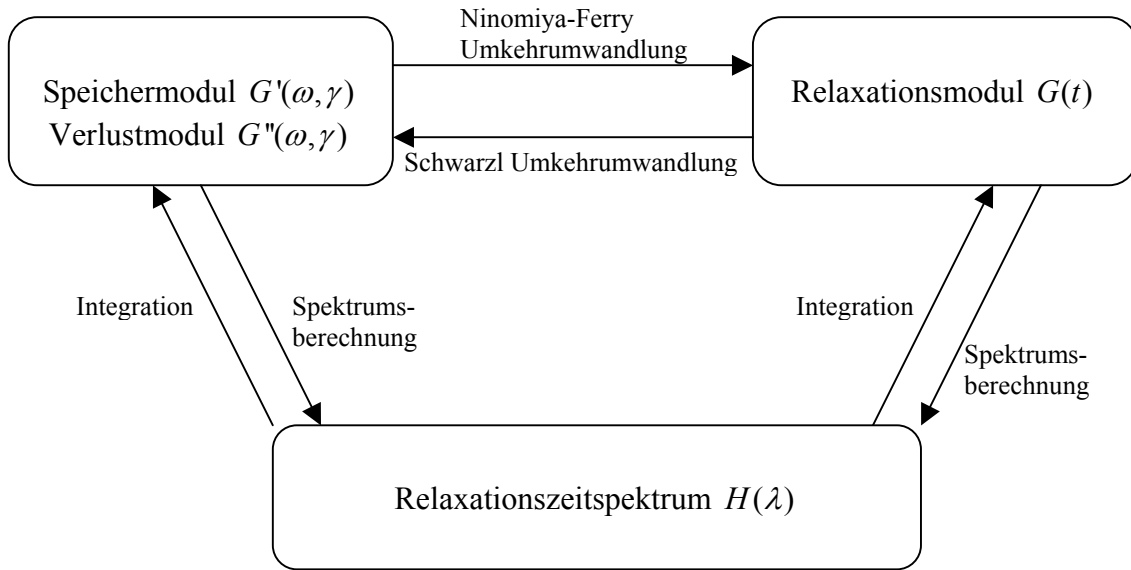 Ninomiya-Ferry
Umkehrumwandlung
Speichermodul G'(ω,γ)
Verlustmodul G"(ω,γ)
Relaxationsmodul G(t)
Schwarzl Umkehrumwandlung
Integration
Spektrums-
berechnung
Integration
Spektrums-
berechnung
Relaxationszeitspektrum H(λ)